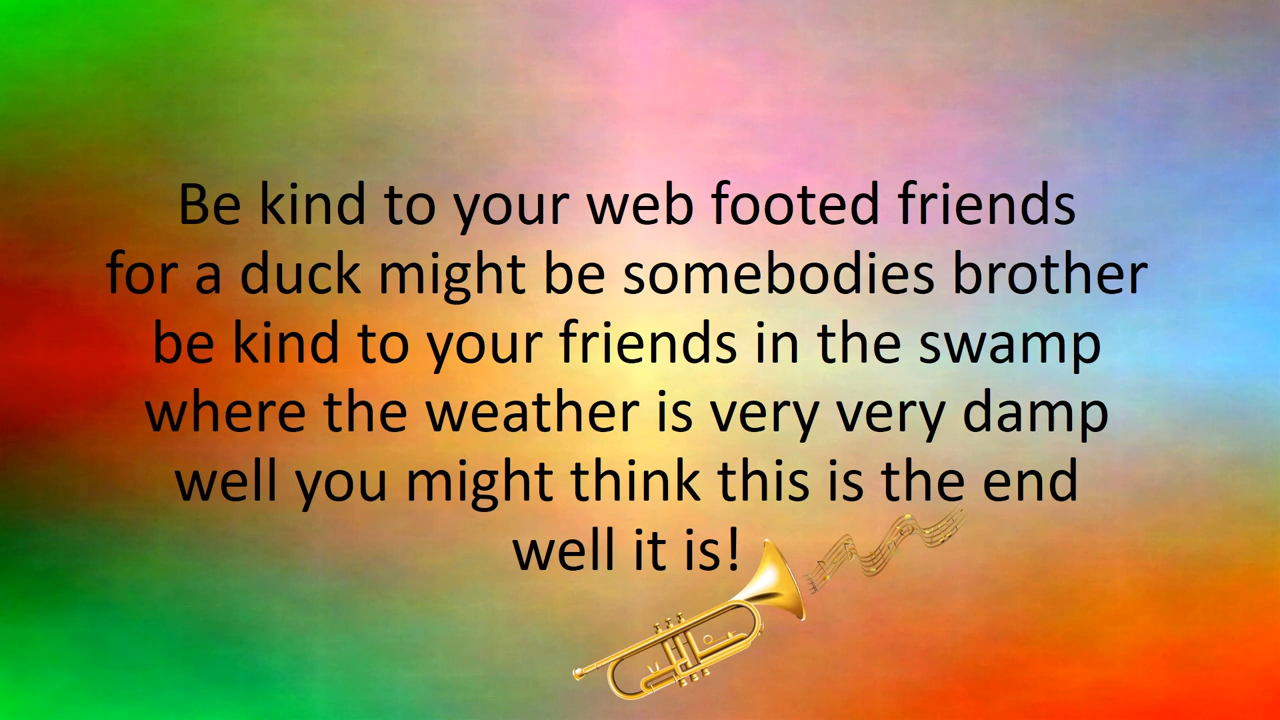 Be kind to your web footed friends
for a duck might be somebodies brother
be kind to your friends in the swamp
where the weather is very very damp
well you might think this is the end
well it is!